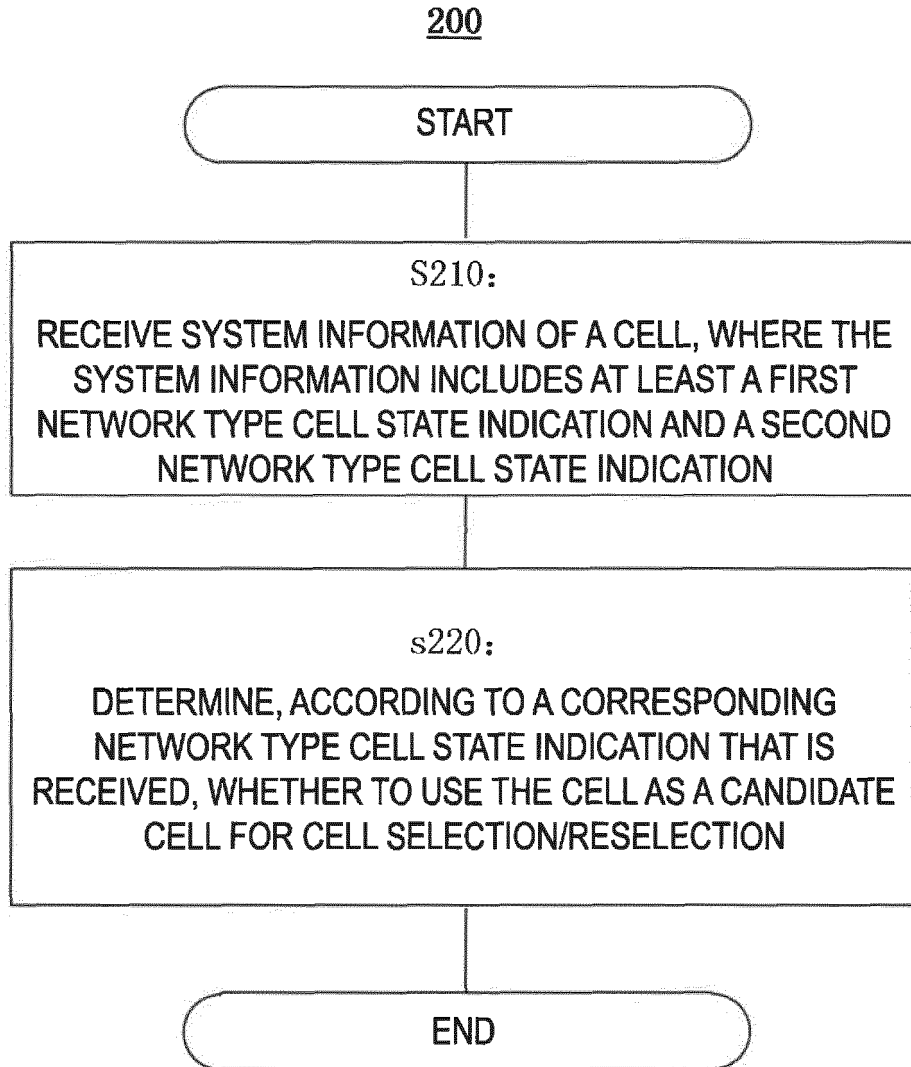 200
START
S210:
RECEIVE SYSTEM INFORMATION OF A CELL, WHERE THE
SYSTEM INFORMATION INCLUDES AT LEAST A FIRST
NETWORK TYPE CELL STATE INDICATION AND A SECOND
NETWORK TYPE CELL STATE INDICATION
s220:
DETERMINE, ACCORDING TO A CORRESPONDING
NETWORK TYPE CELL STATE INDICATION THAT IS
RECEIVED, WHETHER TO USE THE CELL AS A CANDIDATE
CELL FOR CELL SELECTION/RESELECTION
END